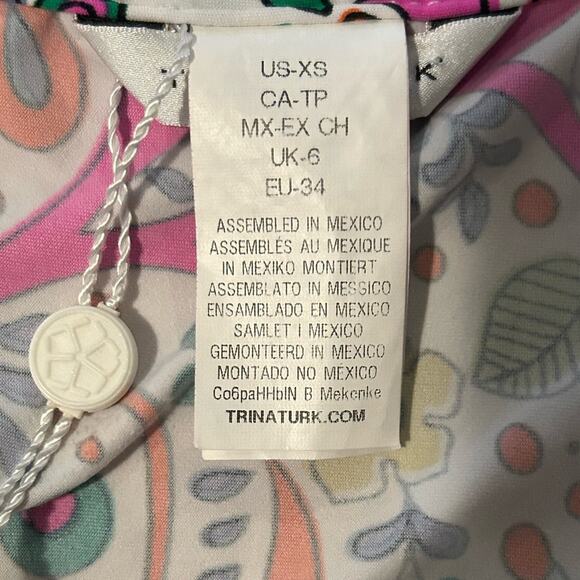 US-XS
CA-TP
MX-EX CH
UK-6
EU-34
ASSEMBLED IN MEXICO
ASSEMBLÉS AU MEXIQUE
IN MEXIKO MONTIERT
ASSEMBLATO IN MESSICO
ENSAMBLADO EN MEXICO
SAMLET I MEXICO
GEMONTEERD IN MEXICO
MONTADO NO MEXICO
Co6paHHbIN B Mekcnke
TRINATURK.COM